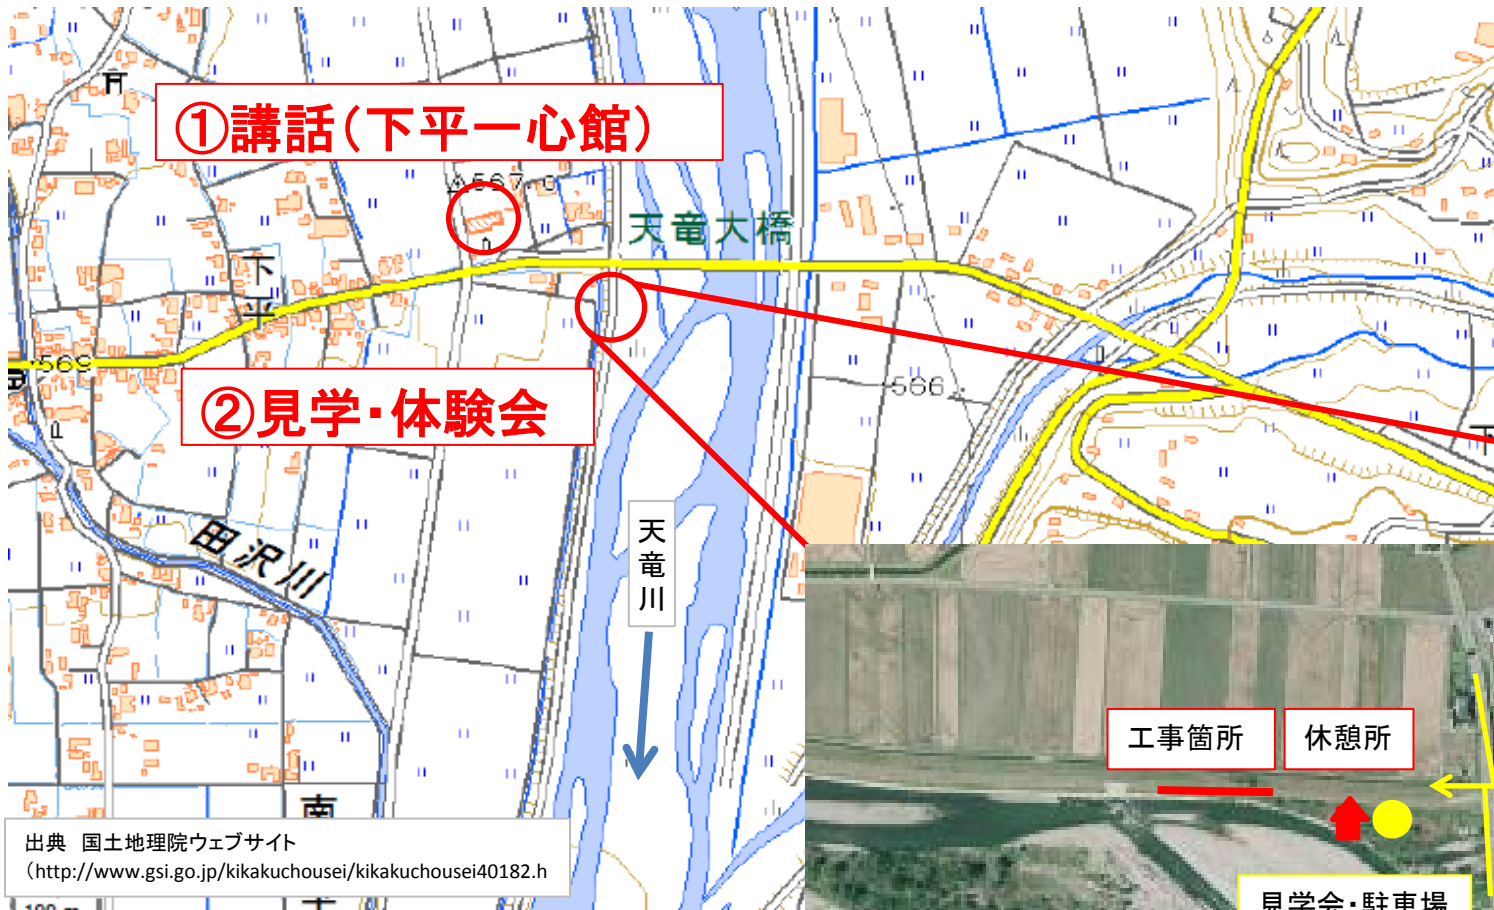 ①講話（下平一心館）
567.0
天竜大橋
下平
569
②見学・体験会
566.
下
天竜川
田沢川
工事箇所
休憩所
南
出典　国土地理院ウェブサイト
（http://www.gsi.go.jp/kikakuchousei/kikakuchousei40182.h
見学会・駐車場